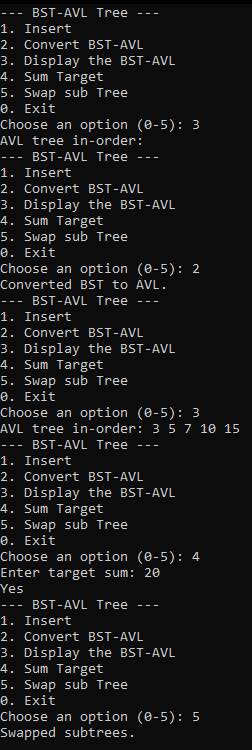 --- BST-AVL Tree ---
1. Insert
2. Convert BST-AVL
3. Display the BST-AVL
4. Sum Target
5. Swap sub Tree
0. Exit
Choose an option (0-5): 3
AVL tree in-order:
--- BST-AVL Tree ---
1. Insert
2. Convert BST-AVL
3. Display the BST-AVL
4. Sum Target
5. Swap sub Tree
0. Exit
Choose an option (0-5): 2
Converted BST to AVL.
--- BST-AVL Tree ---
1. Insert
2. Convert BST-AVL
3. Display the BST-AVL
4. Sum Target
5. Swap sub Tree
0. Exit
Choose an option (0-5): 3
AVL tree in-order: 3 5 7 10 15
--- BST-AVL Tree ---
1. Insert
2. Convert BST-AVL
3. Display the BST-AVL
4. Sum Target
5. Swap sub Tree
0. Exit
Choose an option (0-5): 4
Enter target sum: 20
Yes
--- BST-AVL Tree ---
1. Insert
2. Convert BST-AVL
3. Display the BST-AVL
4. Sum Target
5. Swap sub Tree
0. Exit
Choose an option (0-5): 5
Swapped subtrees.